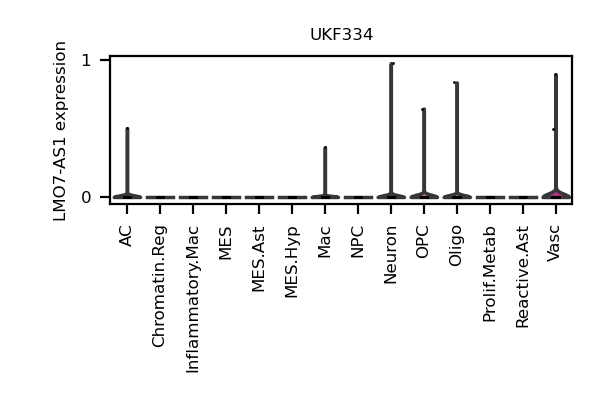 UKF334
LMO7-AS1 expression
1
0
AC
Chromatin.Reg
Inflammatory.Mac
MES
MES.Ast
MES.Hyp
Mac
NPC
Neuron
OPC
Oligo
Prolif.Metab
Reactive.Ast
Vasc